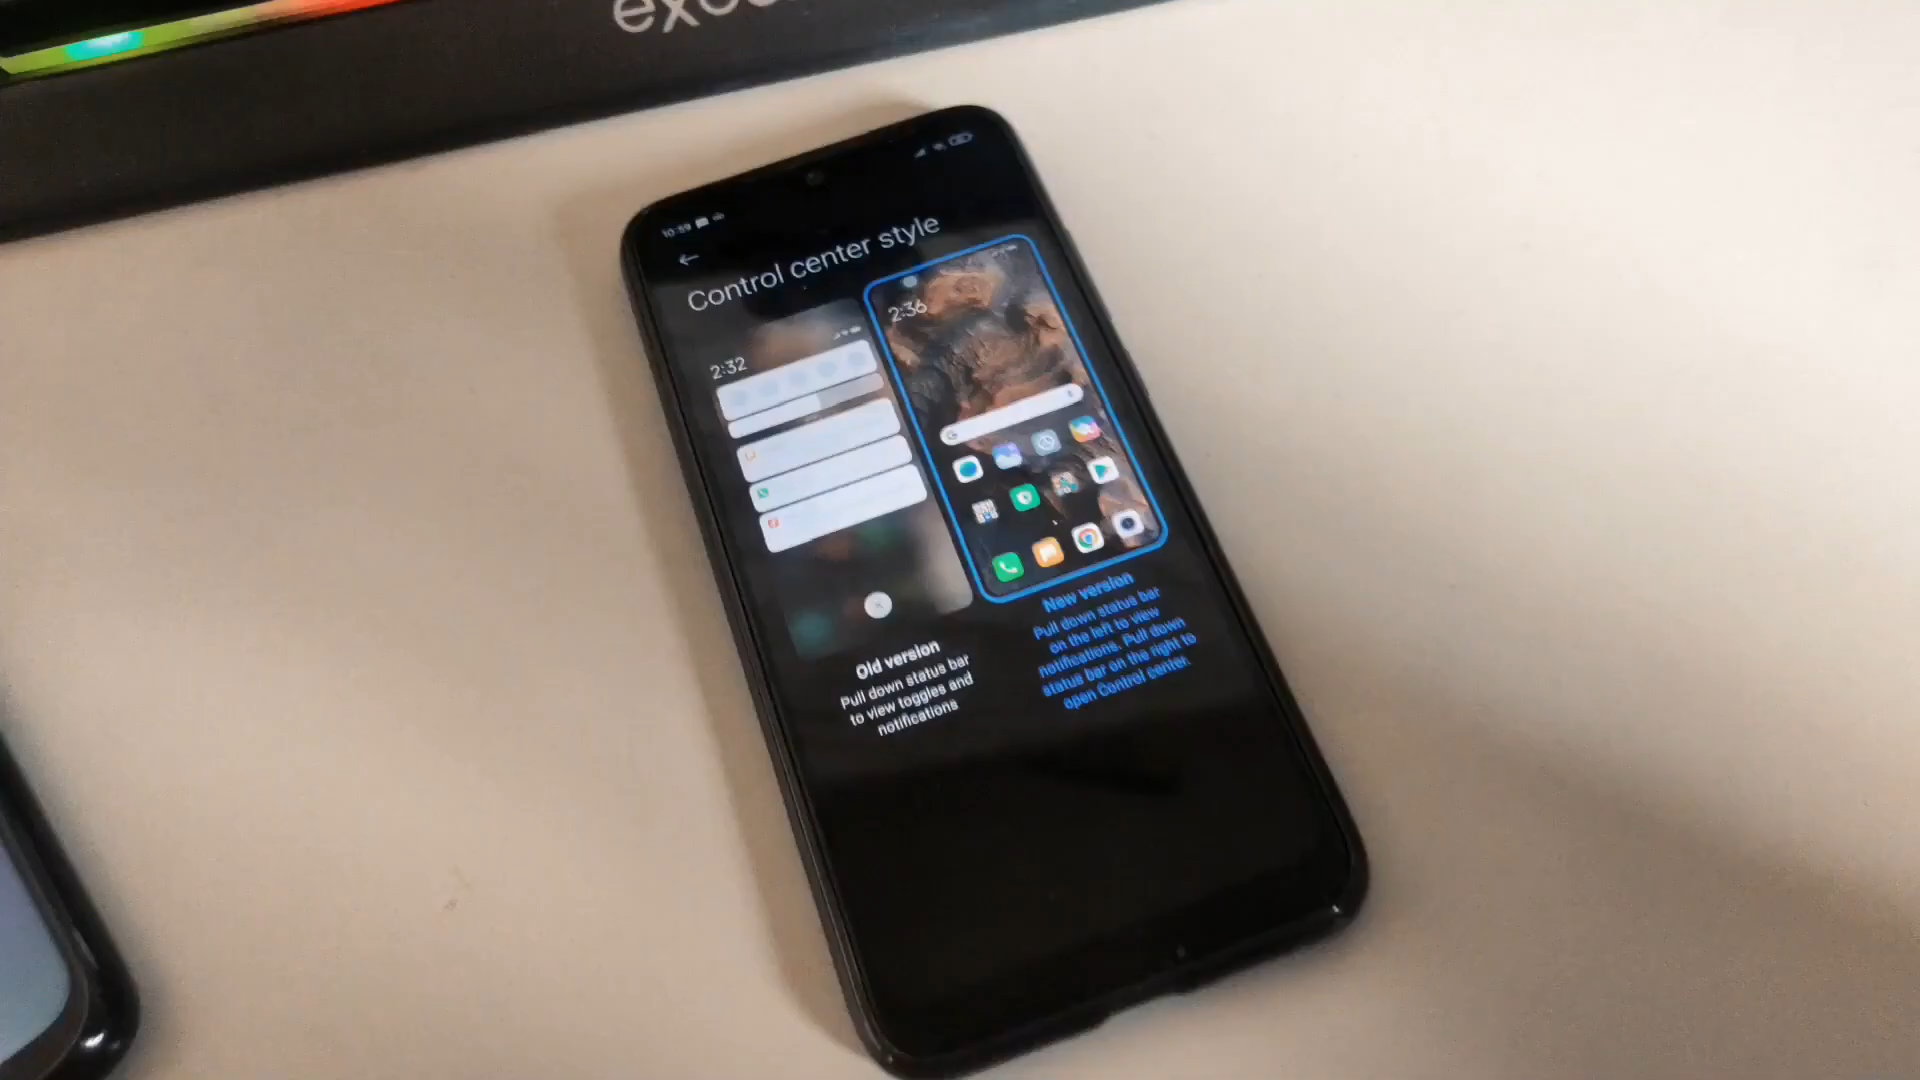 10:59
Control center style
2:32
2:36
Old version
Pull down status bar
to view toggles and
notifications
New version
Pull down status bar
on the left to view
notifications. Pull down
status bar on the right to
open Control center.